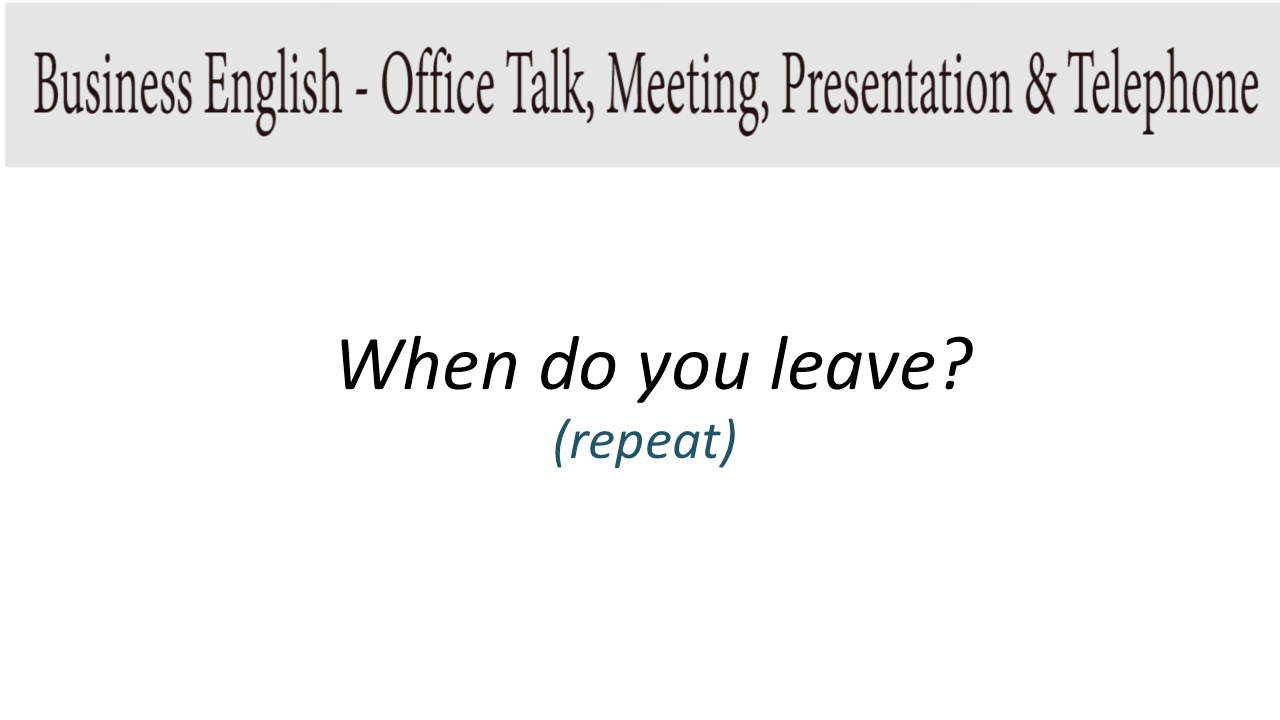 Business English - Office Talk, Meeting, Presentation & Telephone
When do you leave?
(repeat)